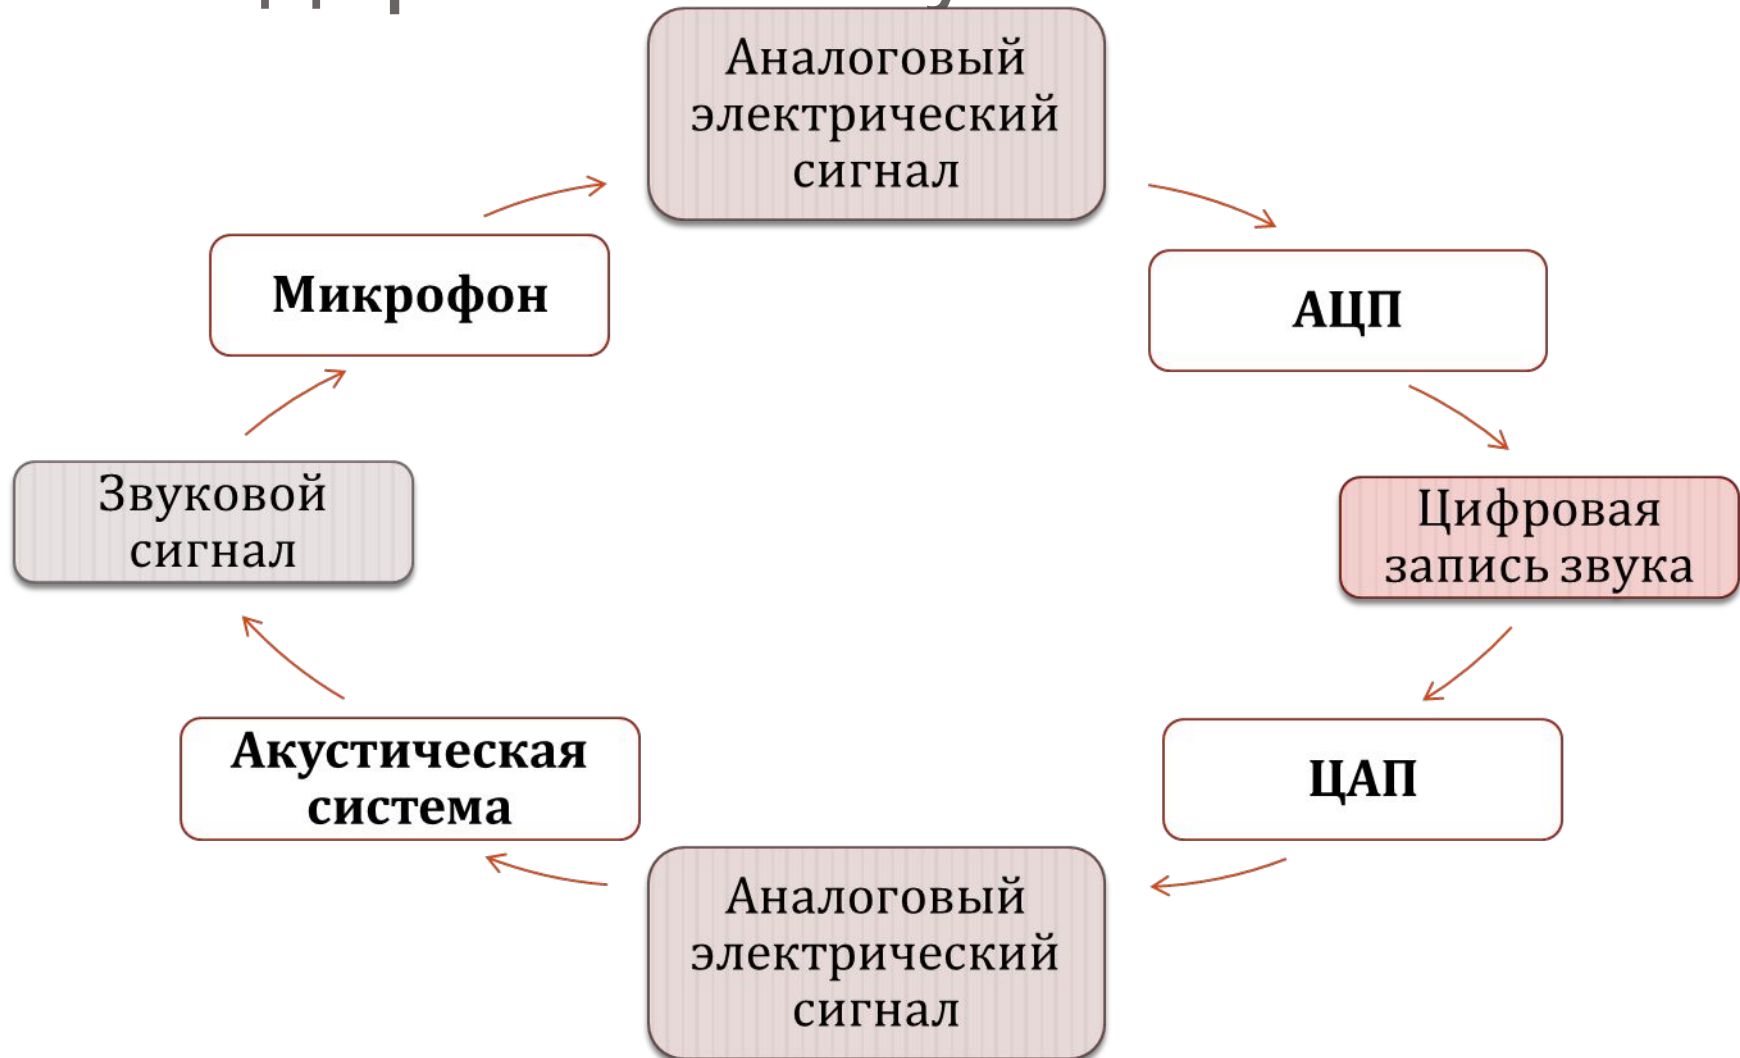 Аналоговый
электрический
сигнал
Микрофон
АЦП
Звуковой
сигнал
Цифровая
запись звука
Акустическая
система
ЦАП
Аналоговый
электрический
сигнал